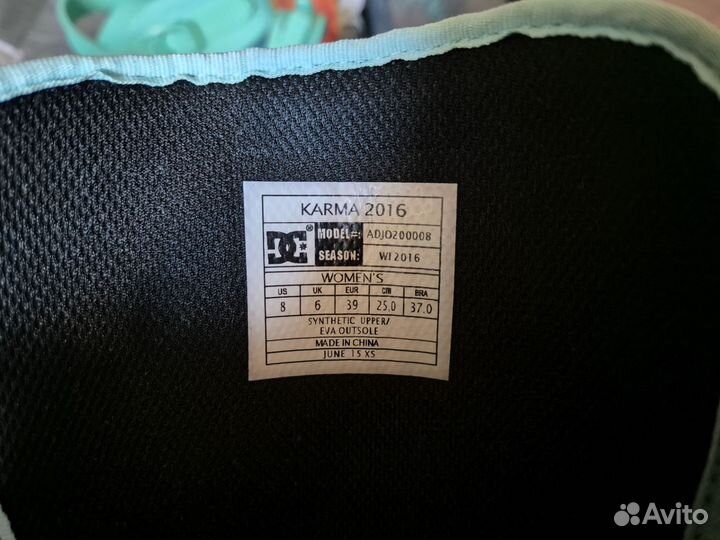 KARMA 2016
DC® MODEL#: ADJO200008
SEASON: WI2016
WOMEN'S
US UK EUR CM BRA
8 6 39 25.0 37.0
SYNTHETIC UPPER/
EVA OUTSOLE
MADE IN CHINA
JUNE 15 XS
Avito